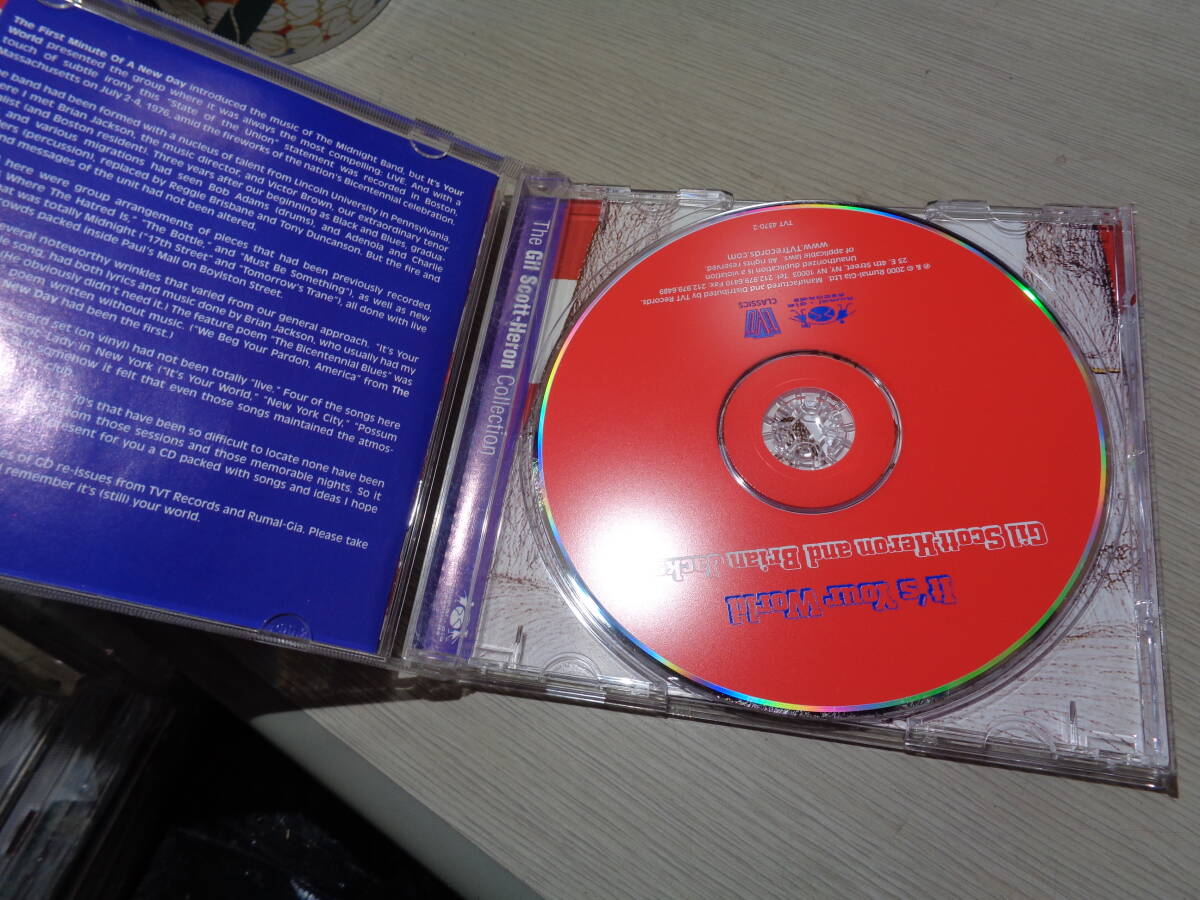 The First Minute Of A New Day introduced the music of The Midnight Band, but It's Your
World presented the group where it was always the most compelling: LIVE. And with a
touch of subtle irony this "State of the Union" statement was recorded in Boston,
Massachusetts on July 2-4, 1976, amid the fireworks of the nation's Bicentennial celebration.
band had been formed with a nucleus of talent from Lincoln University in Pennsylvania,
I met Brian Jackson, the music director, and Victor Brown, our extraordinary tenor
(and Boston resident). Three years after our beginning as Black and Blues, gradua-
and various migrations had seen Bob Adams (drums), and Adenola and Charlie
(percussion), replaced by Reggie Brisbane and Tony Duncanson. But the fire and
messages of the unit had not been altered.
here were group arrangements of pieces that had been previously recorded.
where The Hatred Is," "The Bottle," and "Must Be Something"), as well as new
was totally Midnight ("17th Street" and "Tomorrow's Trane"), all done with live
crowds packed inside Paul's Mall on Boylston Street.
several noteworthy wrinkles that varied from our general approach. "It's Your
song, had both lyrics and music done by Brian Jackson, who usually had my
(He obviously didn't need it.) The feature poem "The Bicentennial Blues" was
poem written without music. ("We Beg Your Pardon, America" from The
had been the first.)
set (on vinyl) had not been totally "live." Four of the songs here
Lady in New York ("It's Your World," "New York City," "Possum
Somehow it felt that even those songs maintained the atmos-
club.
70's that have been so difficult to locate none have been
from those sessions and those memorable nights. So it
present for you a CD packed with songs and ideas I hope
of CD re-issues from TVT Records and Rumal-Gia. Please take
remember it's (still) your world.
The Gil Scott-Heron Collection
It's Your World
Gil Scott-Heron and Brian
TVT
CLASSICS
℗ & © 2000 Rumal-Gia Ltd. Manufactured and Distributed by TVT Records.
25 E. 4th Street, NY, NY 10003 Tel. 212.979.6410 Fax. 212.979.6489
Unauthorized duplication is a violation
of applicable laws All rights reserved
www.TVTrecords.com
TVT 4370-2